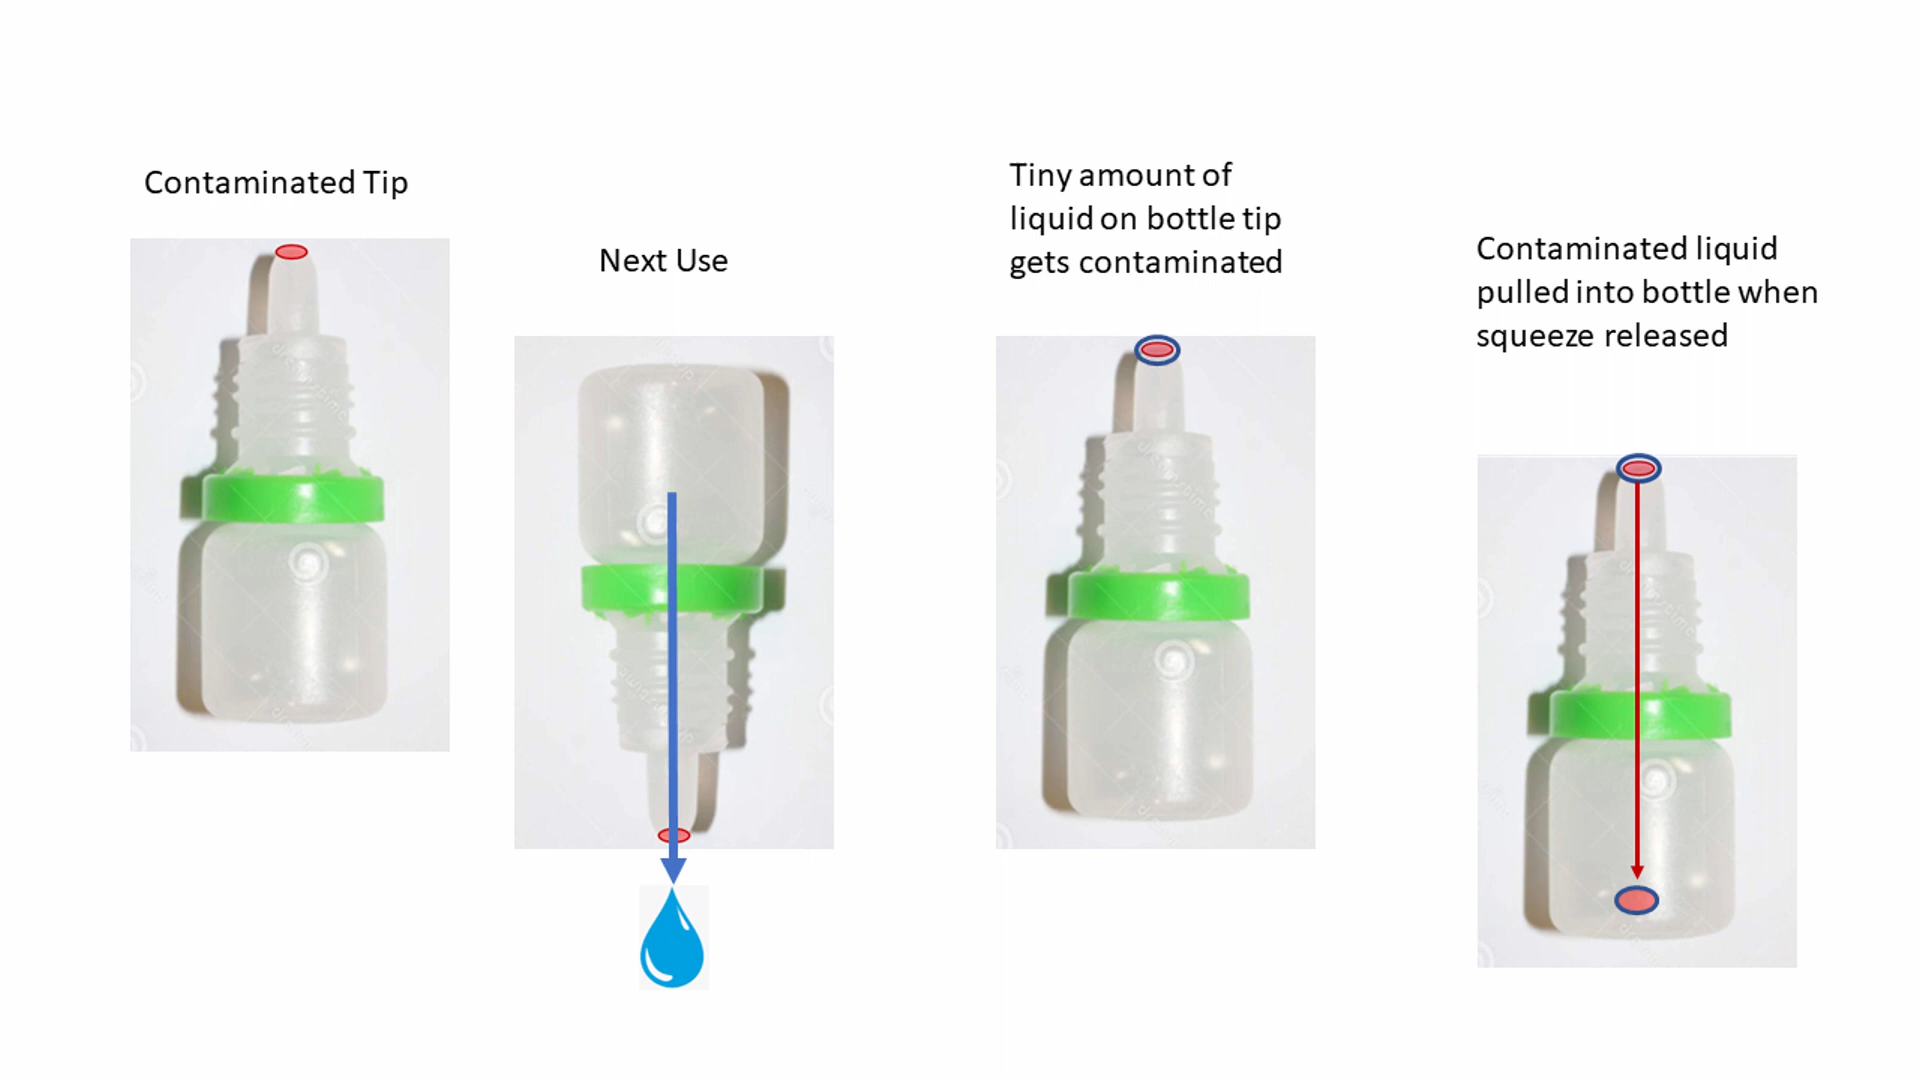 Contaminated Tip
Next Use
Tiny amount of
liquid on bottle tip
gets contaminated
Contaminated liquid
pulled into bottle when
squeeze released